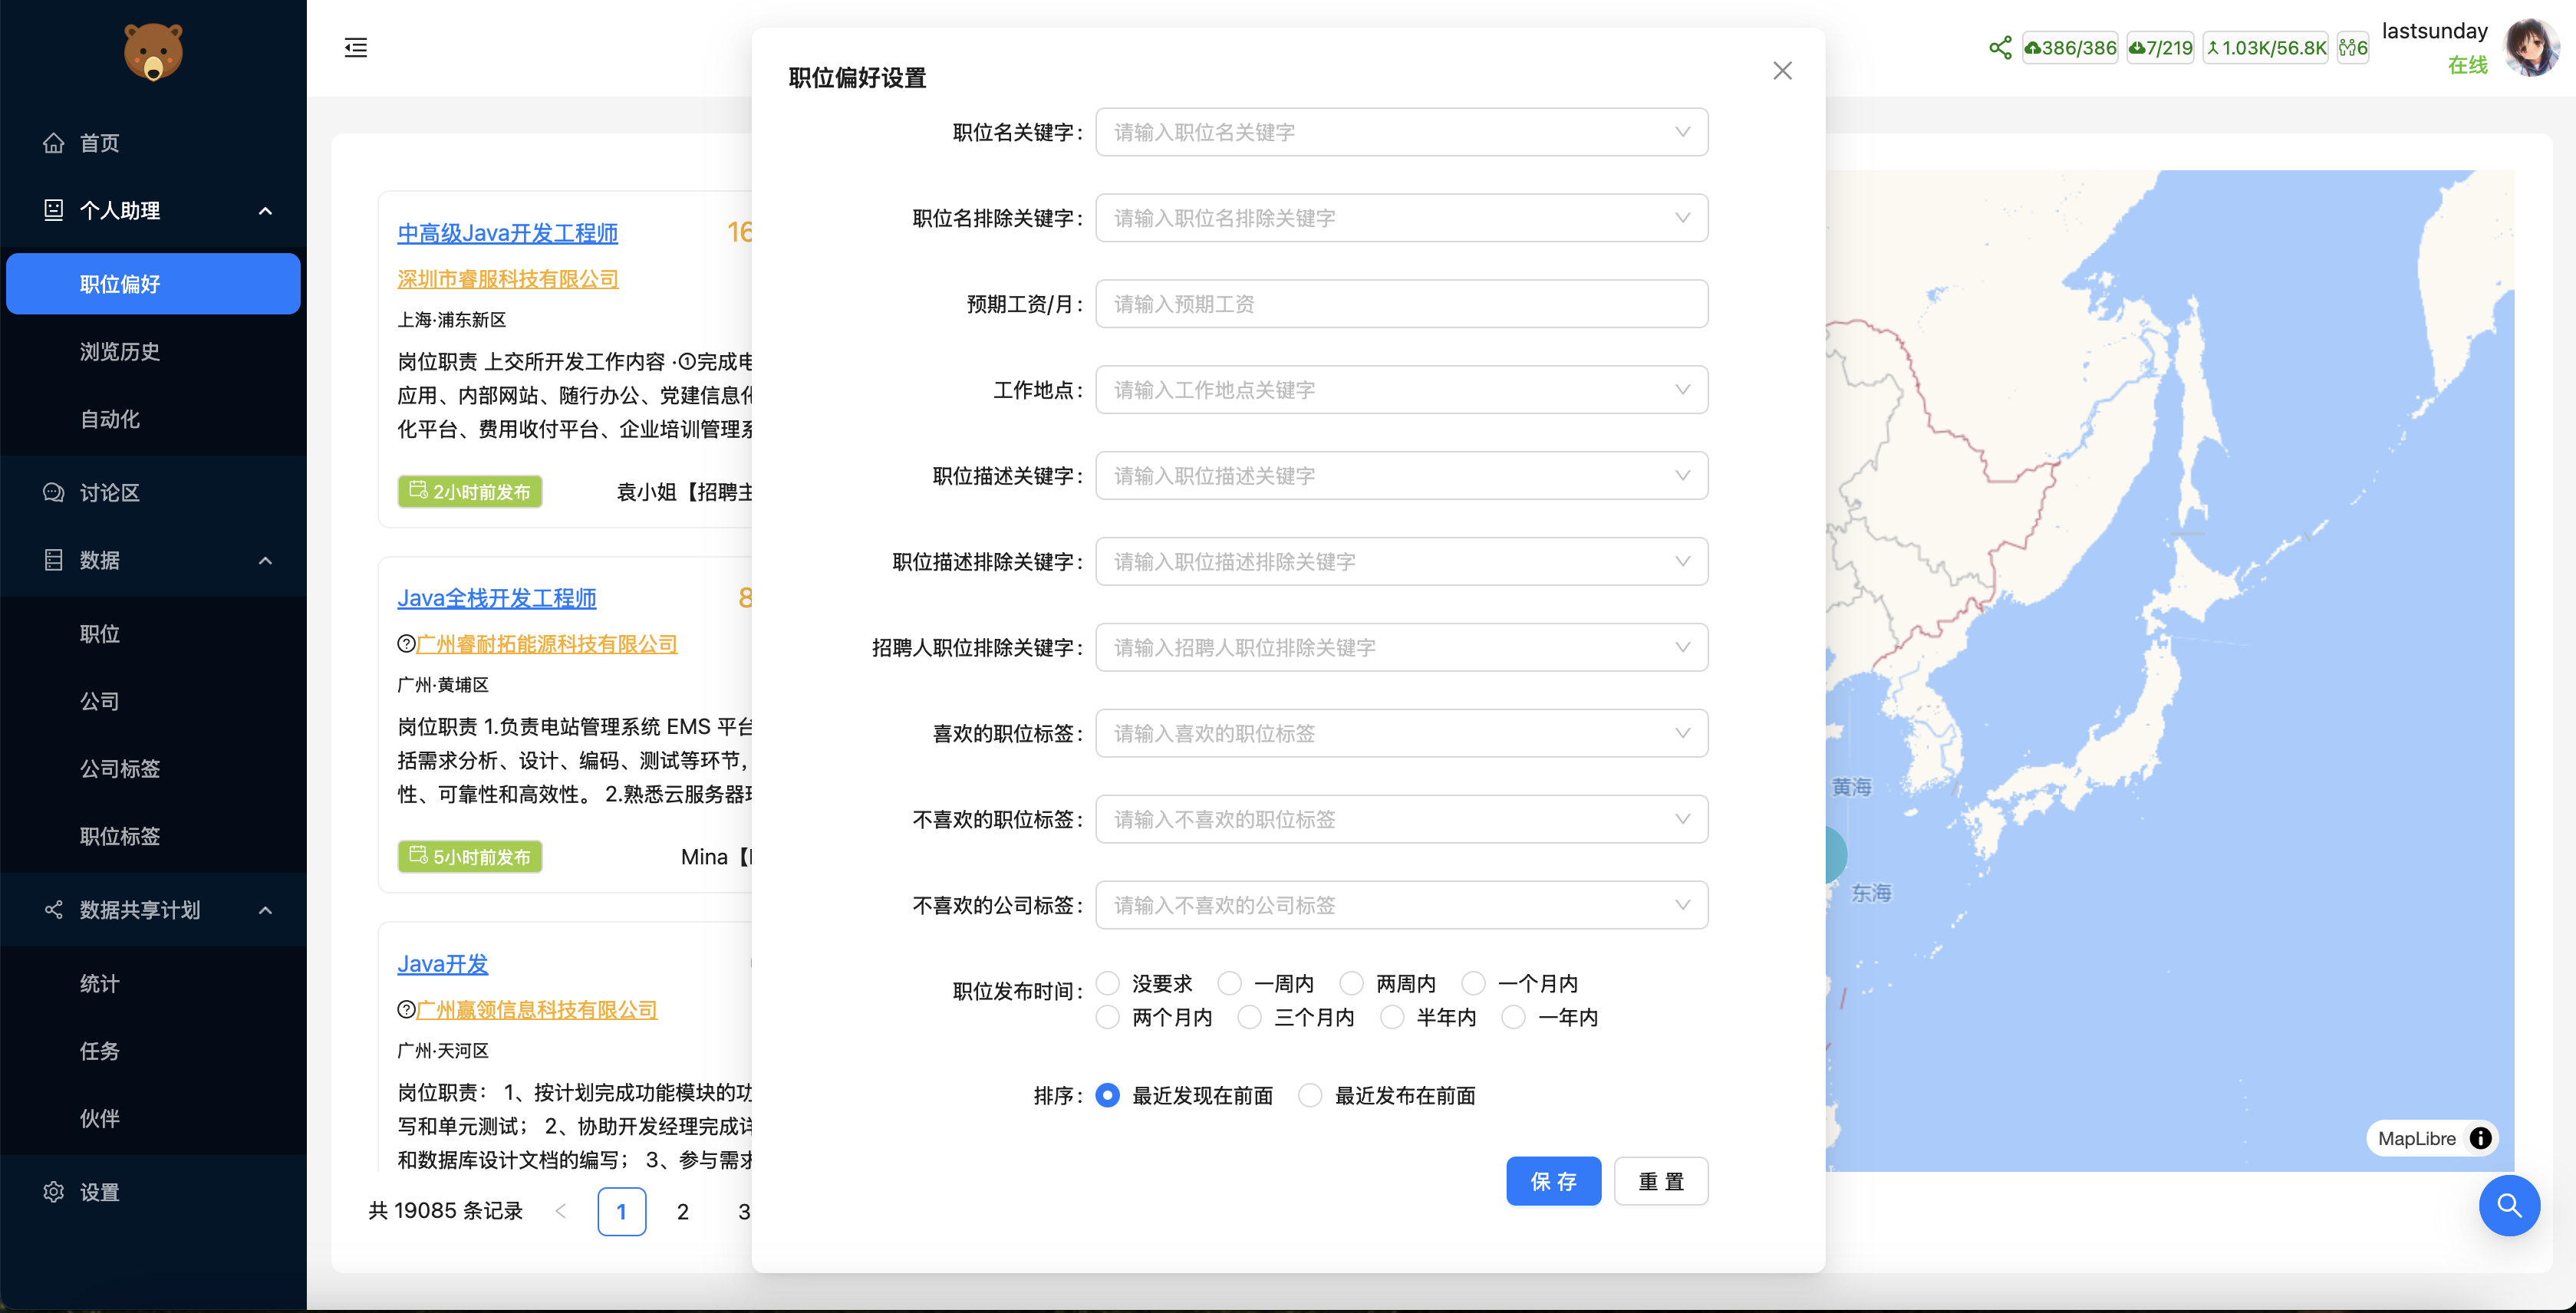 首页
个人助理
职位偏好
浏览历史
自动化
讨论区
数据
职位
公司
公司标签
职位标签
数据共享计划
统计
任务
伙伴
设置
386/386
7/219
1.03K/56.8K
6
lastsunday
在线
中高级Java开发工程师
16
深圳市睿服科技有限公司
上海·浦东新区
岗位职责 上交所开发工作内容 ·①完成电
应用、内部网站、随行办公、党建信息化
化平台、费用收付平台、企业培训管理系
2小时前发布
袁小姐【招聘主
Java全栈开发工程师
8
广州睿耐拓能源科技有限公司
广州·黄埔区
岗位职责 1.负责电站管理系统 EMS 平台
括需求分析、设计、编码、测试等环节，
性、可靠性和高效性。 2.熟悉云服务器环
5小时前发布
Mina【
Java开发
广州赢领信息科技有限公司
广州·天河区
岗位职责： 1、按计划完成功能模块的功
写和单元测试； 2、协助开发经理完成详
和数据库设计文档的编写； 3、参与需求
共 19085 条记录
1
2
3
职位偏好设置
职位名关键字:
请输入职位名关键字
职位名排除关键字:
请输入职位名排除关键字
预期工资/月:
请输入预期工资
工作地点:
请输入工作地点关键字
职位描述关键字:
请输入职位描述关键字
职位描述排除关键字:
请输入职位描述排除关键字
招聘人职位排除关键字:
请输入招聘人职位排除关键字
喜欢的职位标签:
请输入喜欢的职位标签
不喜欢的职位标签:
请输入不喜欢的职位标签
不喜欢的公司标签:
请输入不喜欢的公司标签
职位发布时间:
没要求 一周内 两周内 一个月内
两个月内 三个月内 半年内 一年内
排序:
最近发现在前面 最近发布在前面
保 存
重 置
黄海
东海
MapLibre